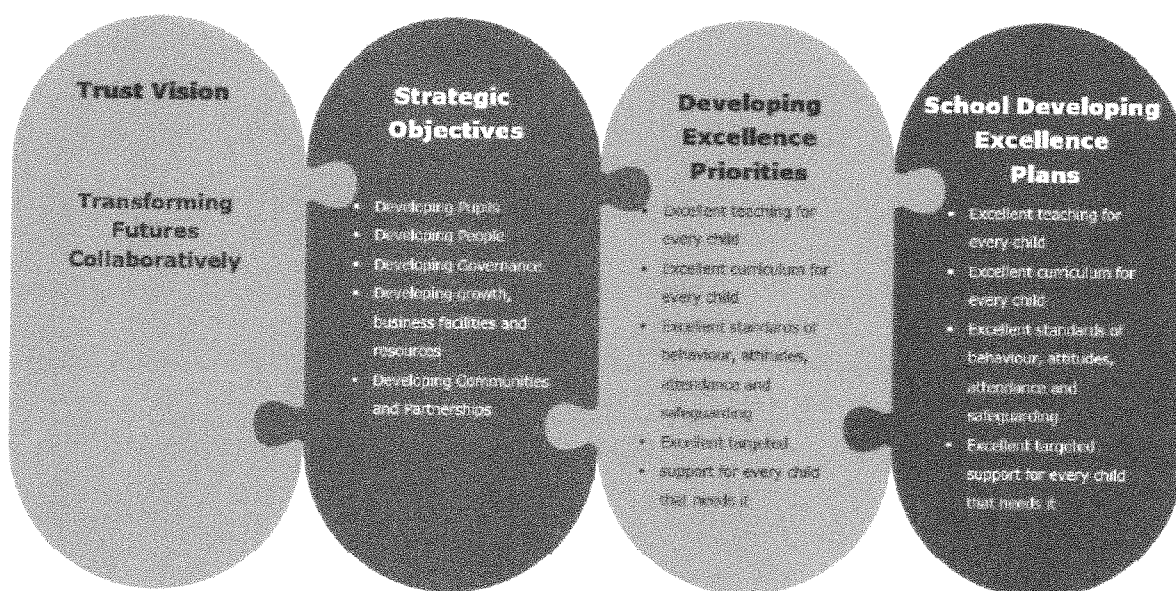 Trust Vision
Transforming
Futures
Collaboratively
Strategic
Objectives
• Developing Pupils
• Developing People
• Developing Governance
• Developing growth,
business facilities and
resources
• Developing Communities
and Partnerships
Developing
Excellence
Priorities
• Excellent teaching for
every child
• Excellent curriculum for
every child
• Excellent standards of
behaviour, attitudes,
attendance and
safeguarding
• Excellent targeted
• support for every child
that needs it
School Developing
Excellence
Plans
• Excellent teaching for
every child
• Excellent curriculum for
every child
• Excellent standards of
behaviour, attitudes,
attendance and
safeguarding
• Excellent targeted
support for every child
that needs it